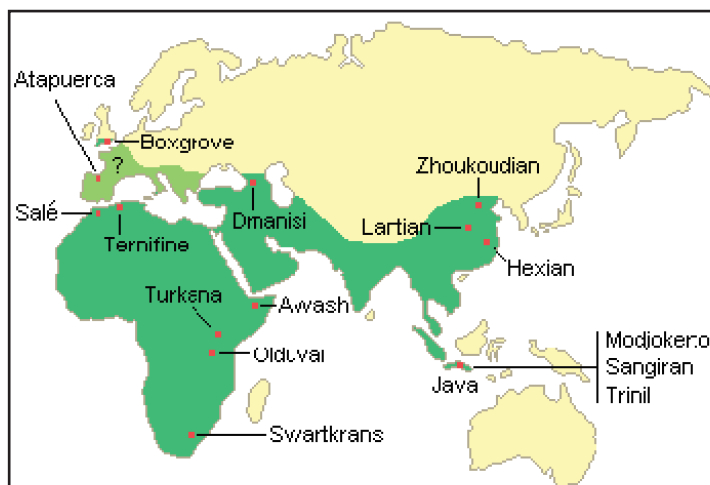 Atapuerca
Boxgrove
?
Zhoukoudian
Salé
Dmanisi
Lartian
Ternifine
Hexian
Turkana
Awash
Olduvai
Modjokerto
Sangiran
Java
Trinil
Swartkrans